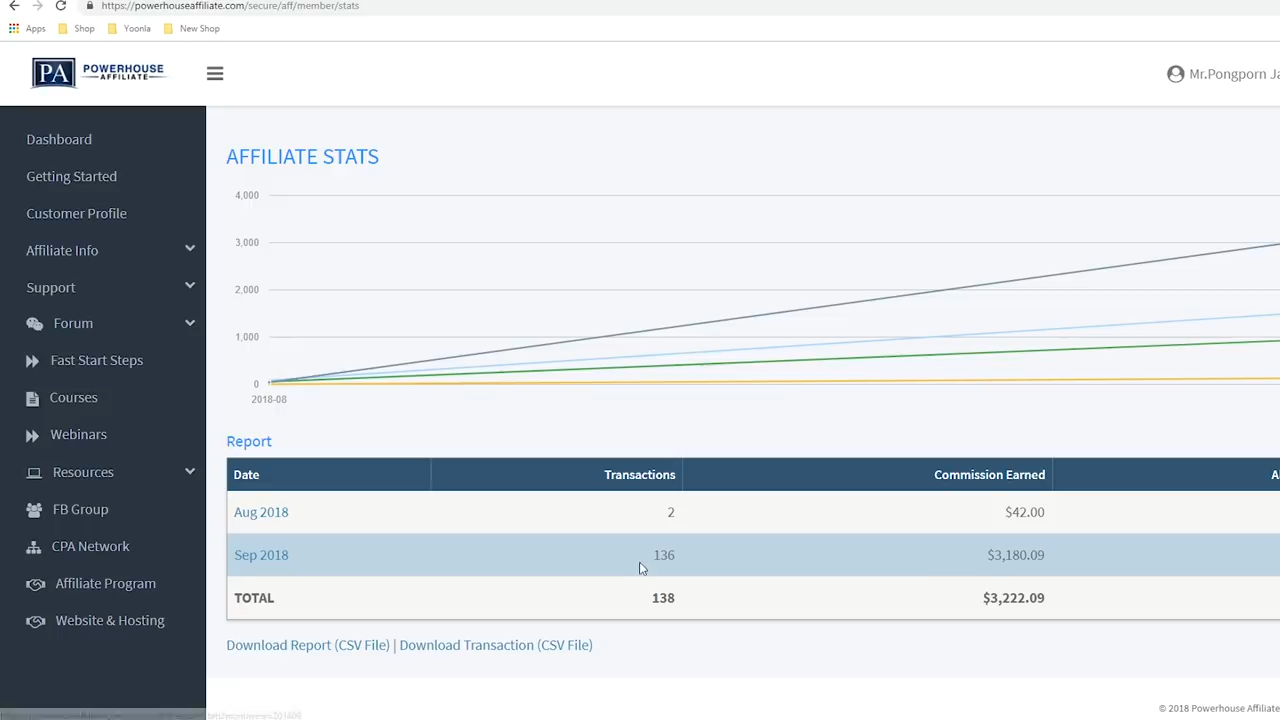 https://powerhouseaffiliate.com/secure/aff/member/stats
Apps Shop Yoonla New Shop
PA POWERHOUSE AFFILIATE
Mr.Pongporn
Dashboard
Getting Started
Customer Profile
Affiliate Info
Support
Forum
Fast Start Steps
Courses
Webinars
Resources
FB Group
CPA Network
Affiliate Program
Website & Hosting
AFFILIATE STATS
4,000
3,000
2,000
1,000
0
2018-08
Report
Date Transactions Commission Earned
Aug 2018 2 $42.00
Sep 2018 136 $3,180.09
TOTAL 138 $3,222.09
Download Report (CSV File) | Download Transaction (CSV File)
© 2018 Powerhouse Affiliate